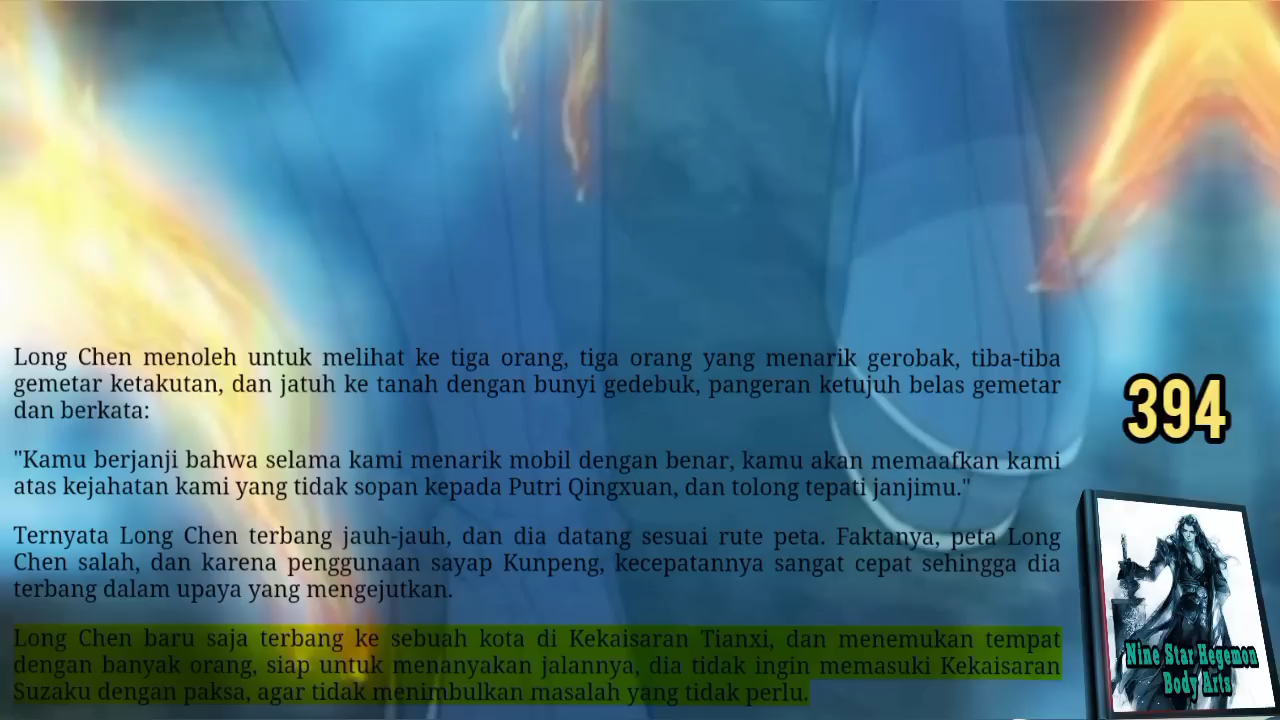 Long Chen menoleh untuk melihat ke tiga orang, tiga orang yang menarik gerobak, tiba-tiba
gemetar ketakutan, dan jatuh ke tanah dengan bunyi gedebuk, pangeran ketujuh belas gemetar
dan berkata:
"Kamu berjanji bahwa selama kami menarik mobil dengan benar, kamu akan memaafkan kami
atas kejahatan kami yang tidak sopan kepada Putri Qingxuan, dan tolong tepati janjimu."
Ternyata Long Chen terbang jauh-jauh, dan dia datang sesuai rute peta. Faktanya, peta Long
Chen salah, dan karena penggunaan sayap Kunpeng, kecepatannya sangat cepat sehingga dia
terbang dalam upaya yang mengejutkan.
Long Chen baru saja terbang ke sebuah kota di Kekaisaran Tianxi, dan menemukan tempat
dengan banyak orang, siap untuk menanyakan jalannya, dia tidak ingin memasuki Kekaisaran
Suzaku dengan paksa, agar tidak menimbulkan masalah yang tidak perlu.
394
Nine Star Hegemon
Body Arts